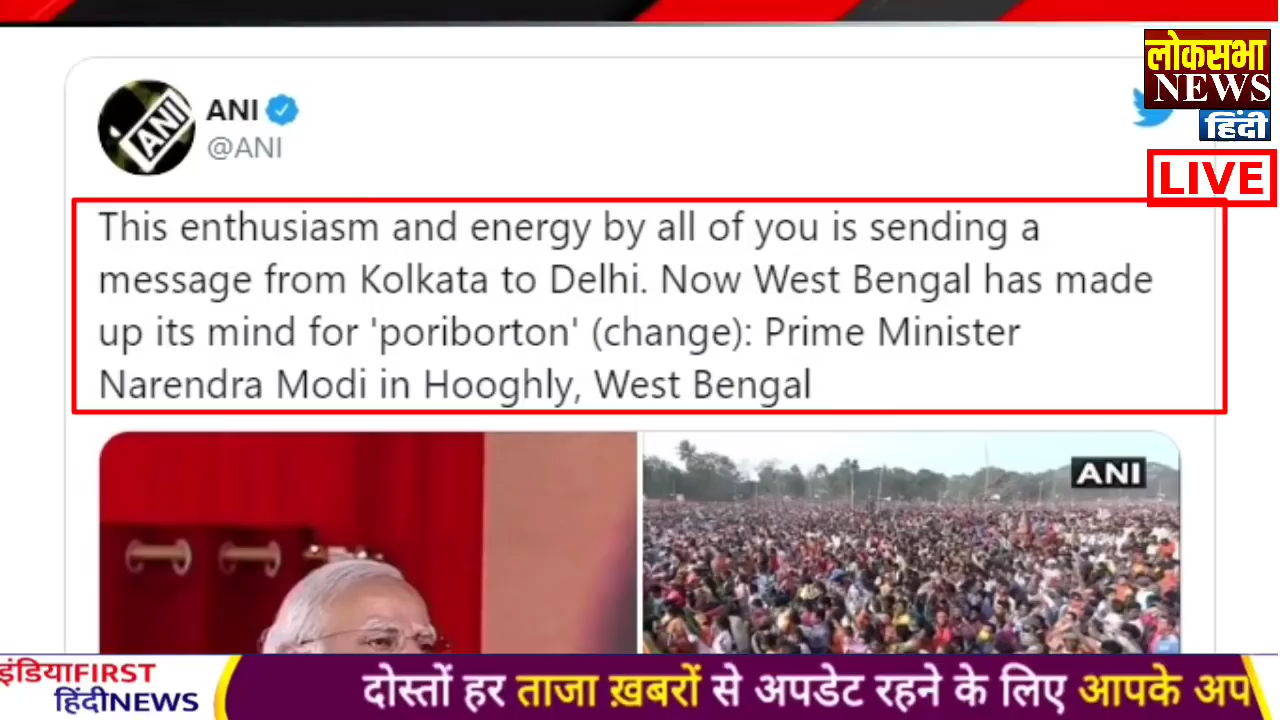 लोकसभा
NEWS
हिंदी
LIVE
ANI
ANI
@ANI
This enthusiasm and energy by all of you is sending a
message from Kolkata to Delhi. Now West Bengal has made
up its mind for 'poriborton' (change): Prime Minister
Narendra Modi in Hooghly, West Bengal
ANI
इंडियाFIRST
हिंदीNEWS
दोस्तों हर ताजा ख़बरों से अपडेट रहने के लिए आपके अप